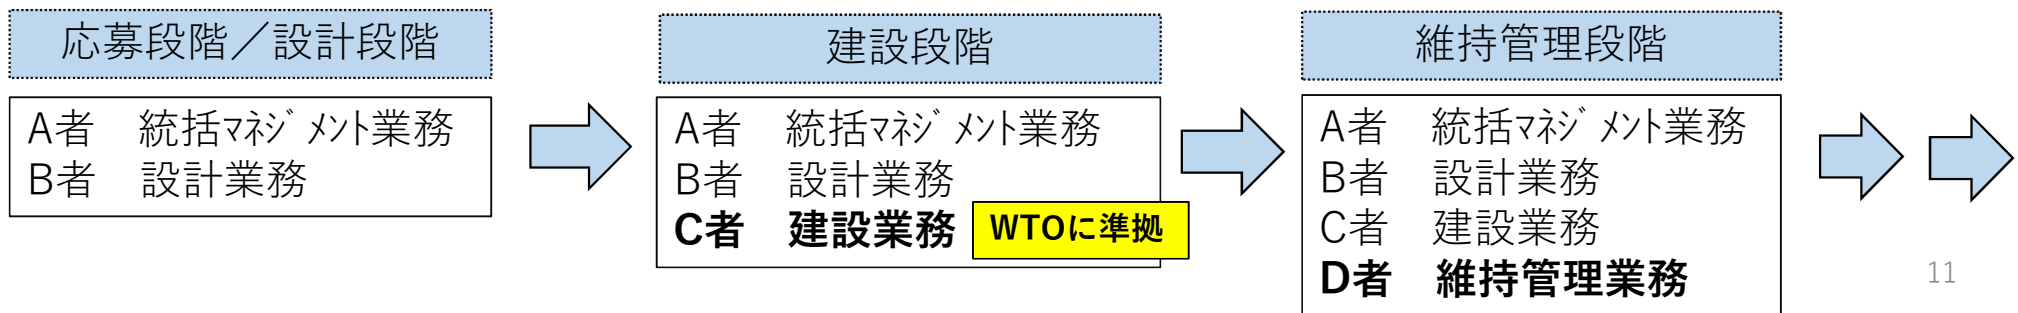 応募段階／設計段階
A者　統括ﾏﾈｼﾞﾒﾝﾄ業務
B者　設計業務
建設段階
A者　統括ﾏﾈｼﾞﾒﾝﾄ業務
B者　設計業務
C者　建設業務
WTOに準拠
維持管理段階
A者　統括ﾏﾈｼﾞﾒﾝﾄ業務
B者　設計業務
C者　建設業務
D者　維持管理業務
11